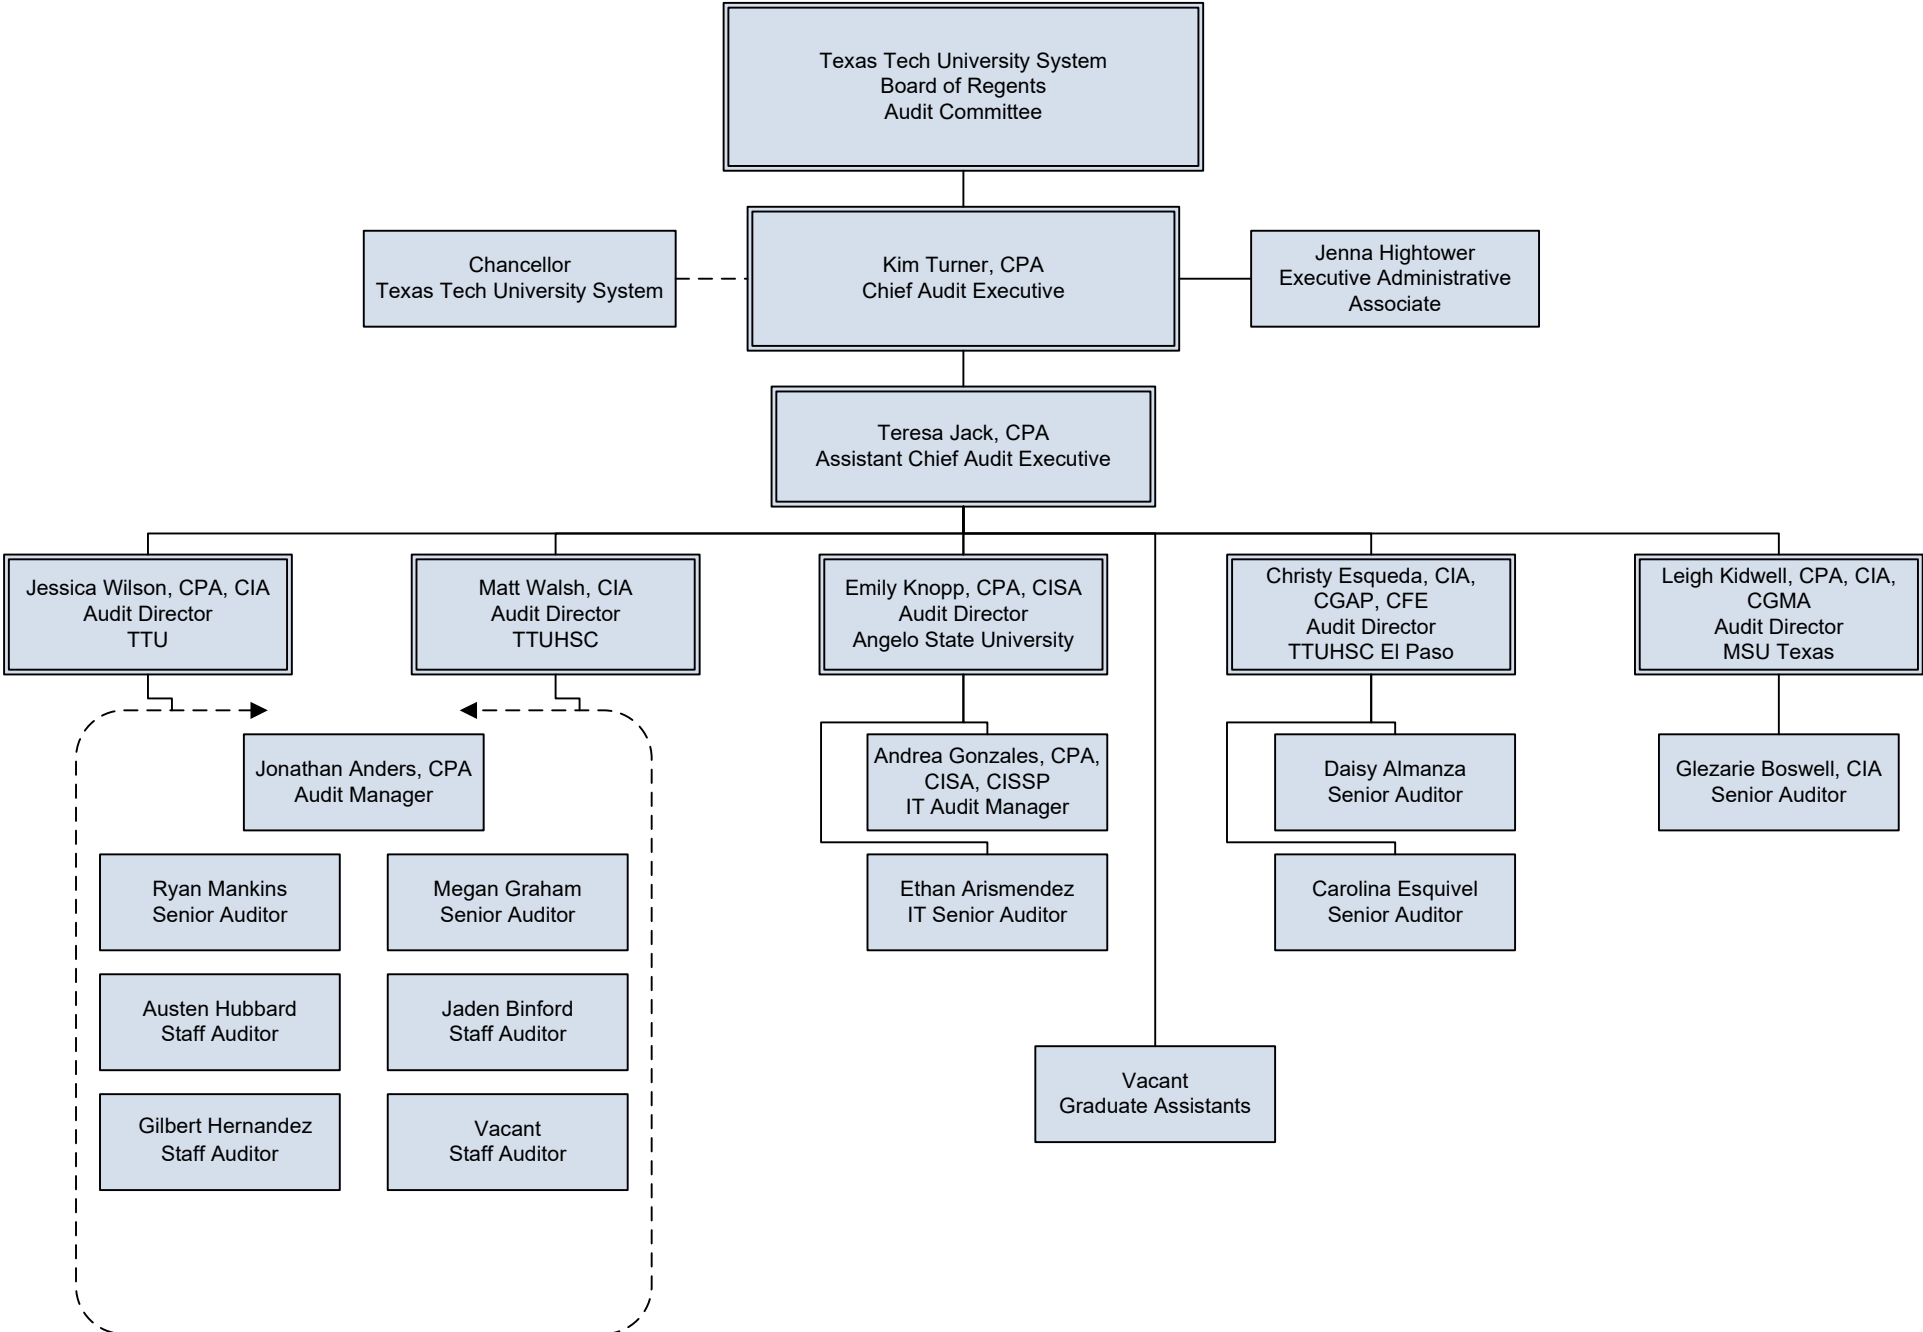 Texas Tech University System
Board of Regents
Audit Committee
Chancellor
Texas Tech University System
Kim Turner, CPA
Chief Audit Executive
Jenna Hightower
Executive Administrative
Associate
Teresa Jack, CPA
Assistant Chief Audit Executive
Jessica Wilson, CPA, CIA
Audit Director
TTU
Matt Walsh, CIA
Audit Director
TTUHSC
Emily Knopp, CPA, CISA
Audit Director
Angelo State University
Christy Esqueda, CIA,
CGAP, CFE
Audit Director
TTUHSC El Paso
Leigh Kidwell, CPA, CIA,
CGMA
Audit Director
MSU Texas
Jonathan Anders, CPA
Audit Manager
Andrea Gonzales, CPA,
CISA, CISSP
IT Audit Manager
Daisy Almanza
Senior Auditor
Glezarie Boswell, CIA
Senior Auditor
Ryan Mankins
Senior Auditor
Megan Graham
Senior Auditor
Ethan Arismendez
IT Senior Auditor
Carolina Esquivel
Senior Auditor
Austen Hubbard
Staff Auditor
Jaden Binford
Staff Auditor
Vacant
Graduate Assistants
Gilbert Hernandez
Staff Auditor
Vacant
Staff Auditor